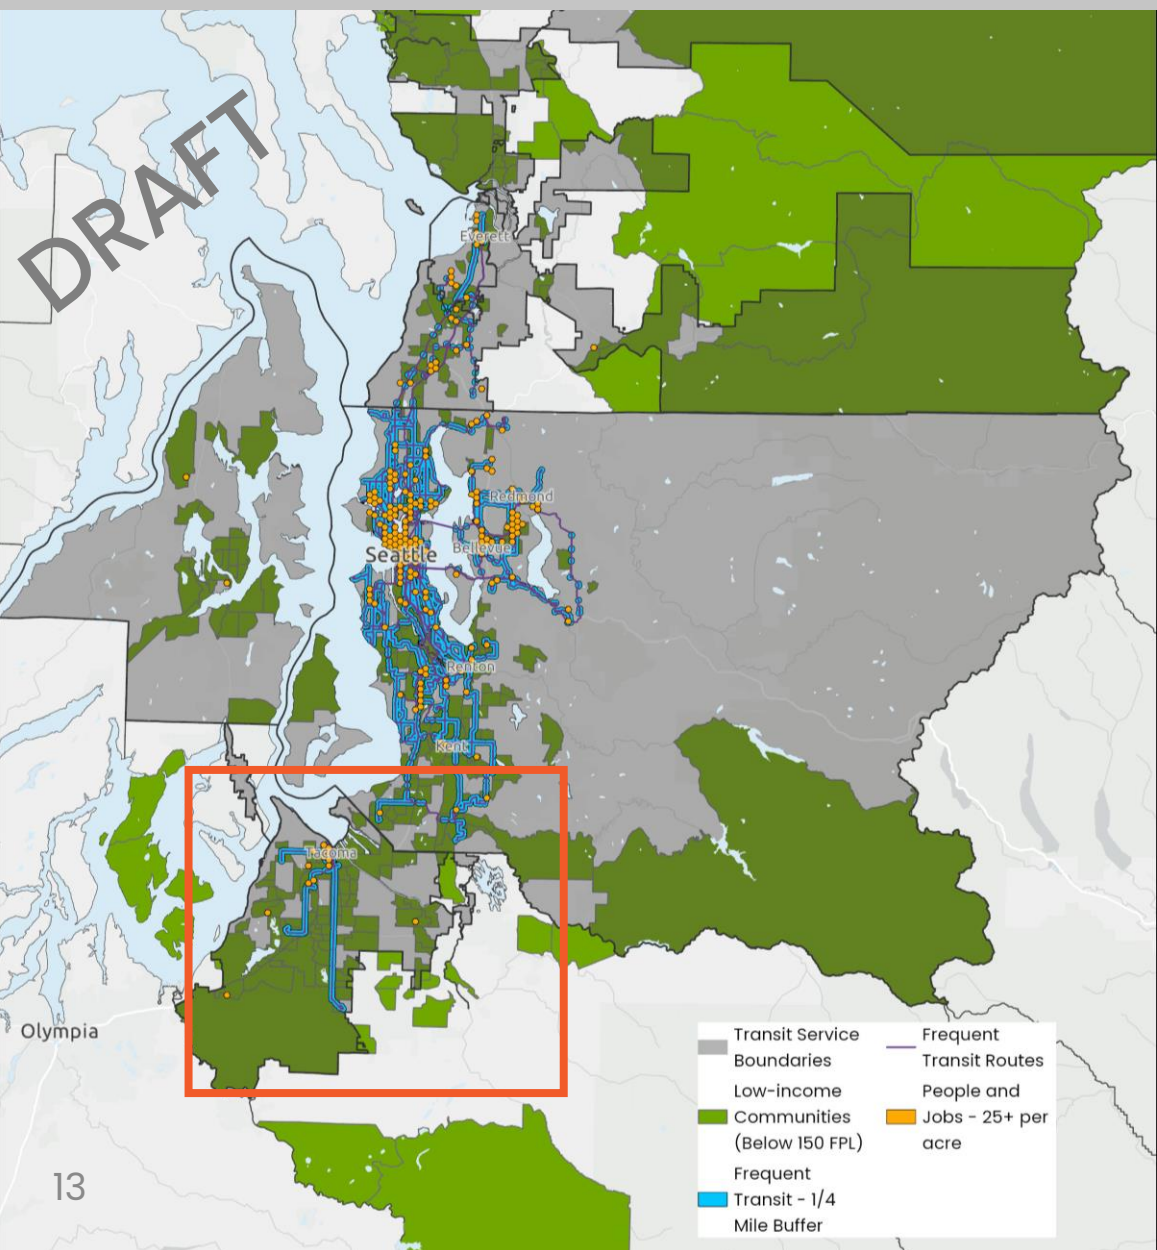 DRAFT
Everett
Redmond
Seattle
Bellevue
Renton
Kent
Tacoma
Olympia
Transit Service
Boundaries
Low-income
Communities
(Below 150 FPL)
Frequent
Transit - 1/4
Mile Buffer
Frequent
Transit Routes
People and
Jobs - 25+ per
acre
13